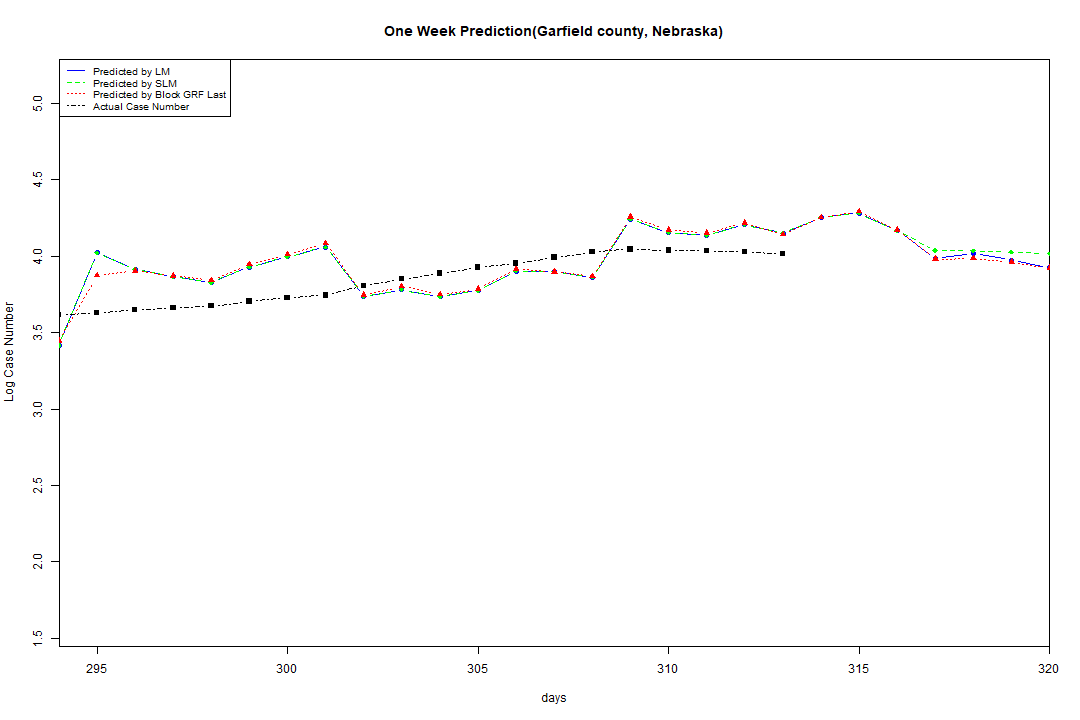 One Week Prediction(Garfield county, Nebraska)
Predicted by LM
Predicted by SLM
Predicted by Block GRF Last
Actual Case Number
5.0
4.5
4.0
3.5
3.0
2.5
2.0
1.5
Log Case Number
295 300 305 310 315 320
days